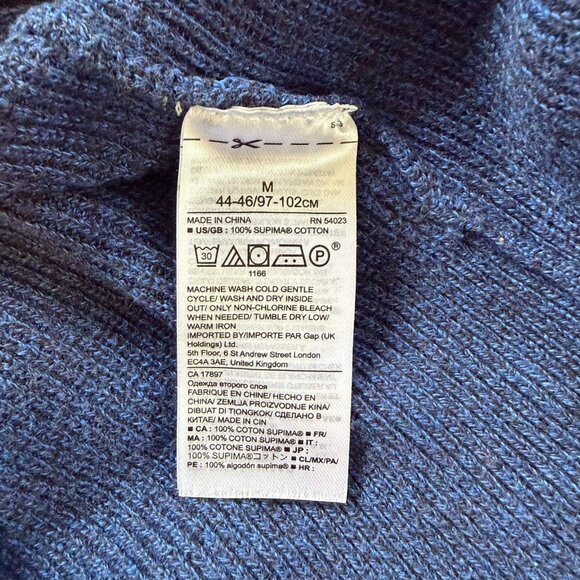 M
44-46/97-102CM
MADE IN CHINA RN 54023
■ US/GB : 100% SUPIMA® COTTON
30 P ®
1166
MACHINE WASH COLD GENTLE
CYCLE/ WASH AND DRY INSIDE
OUT/ ONLY NON-CHLORINE BLEACH
WHEN NEEDED/ TUMBLE DRY LOW/
WARM IRON
IMPORTED BY/IMPORTE PAR Gap (UK
Holdings) Ltd.
5th Floor, 6 St Andrew Street London
EC4A 3AE, United Kingdom
CA 17897
Одежда второго слоя
FABRIQUE EN CHINE/ HECHO EN
CHINA/ ZEMLJA PROIZVODNJE KINA/
DIBUAT DI TIONGKOK/ СДЕЛАНО В
КИТАЕ/ MADE IN CIN
■ CA : 100% COTON SUPIMA® ■ FR/
MA : 100% COTON SUPIMA® ■ IT :
100% COTONE SUPIMA® ■ JP :
100% SUPIMA®コットン ■ CL/MX/PA/
PE : 100% algodón supima® ■ HR :